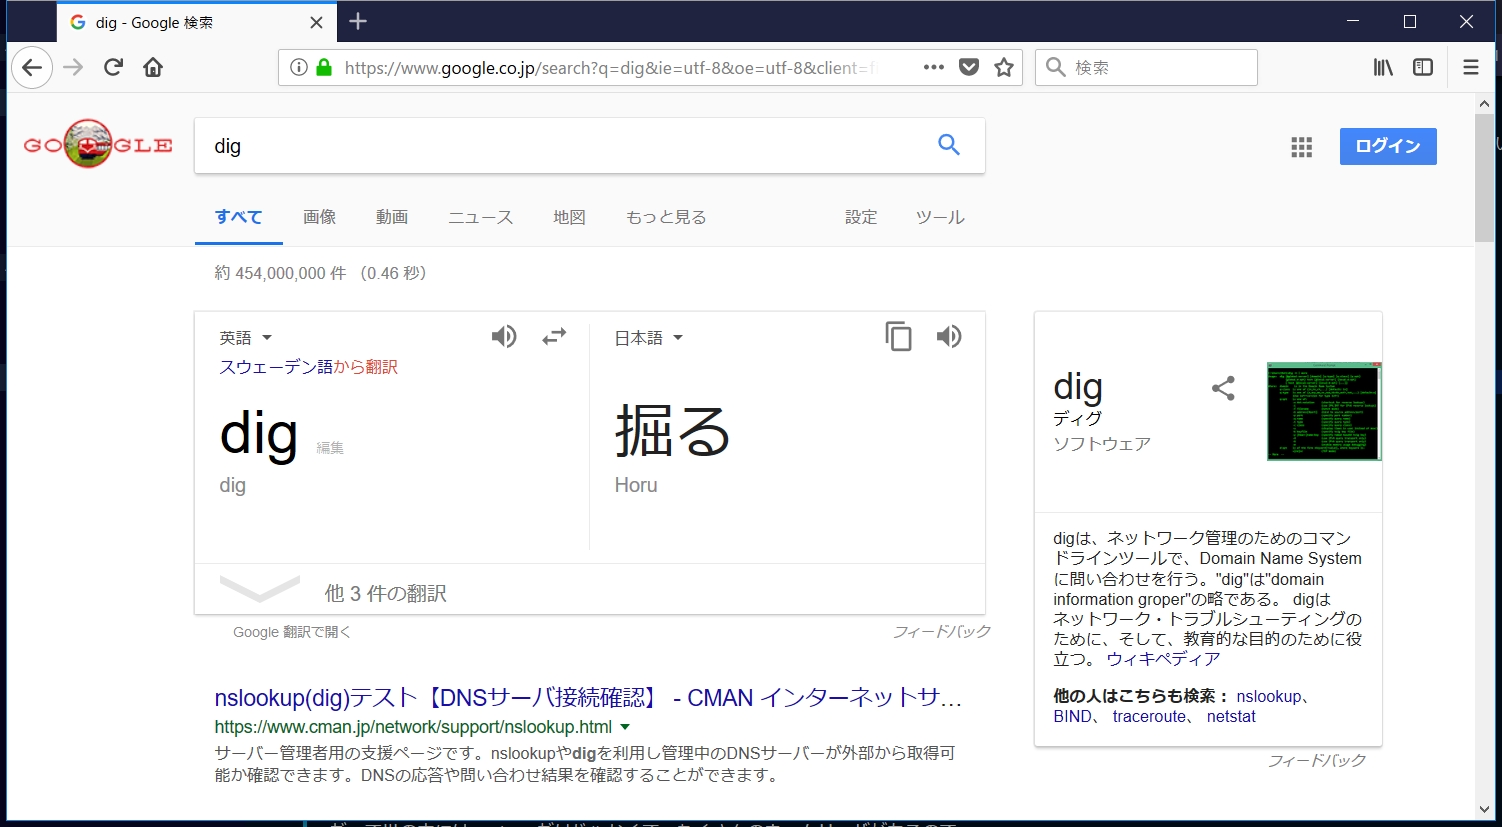 dig - Google 検索
https://www.google.co.jp/search?q=dig&ie=utf-8&oe=utf-8&client=f
検索
GOOGLE
dig
ログイン
すべて 画像 動画 ニュース 地図 もっと見る 設定 ツール
約 454,000,000 件 （0.46 秒）
英語 日本語
スウェーデン語から翻訳
dig 編集
掘る
dig
Horu
他 3 件の翻訳
Google 翻訳で開く
フィードバック
nslookup(dig)テスト【DNSサーバ接続確認】 - CMAN インターネットサ...
https://www.cman.jp/network/support/nslookup.html
サーバー管理者用の支援ページです。nslookupやdigを利用し管理中のDNSサーバーが外部から取得可
能か確認できます。DNSの応答や問い合わせ結果を確認することができます。
dig
ディグ
ソフトウェア
digは、ネットワーク管理のためのコマン
ドラインツールで、Domain Name System
に問い合わせを行う。"dig"は"domain
information groper"の略である。 digは
ネットワーク・トラブルシューティングの
ために、そして、教育的な目的のために役
立つ。 ウィキペディア
他の人はこちらも検索： nslookup、
BIND、 traceroute、 netstat
フィードバック